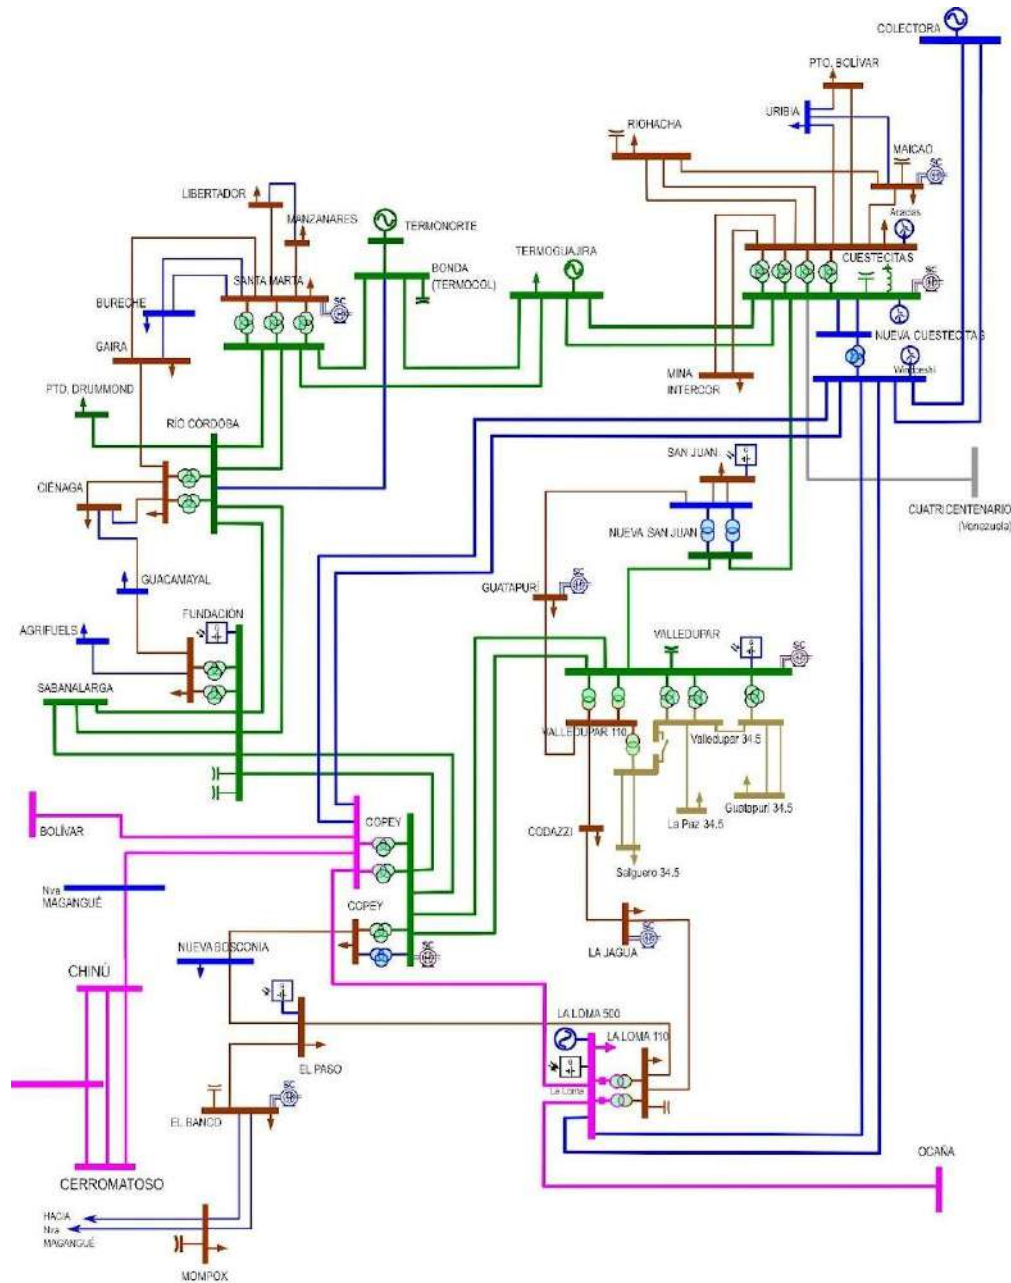 COLECTORA
PTO. BOLÍVAR
URIBIA
RIOHACHA
MAICAO
SC
LIBERTADOR
MANZANARES
TERMONORTE
Acacias
TERMOGUAJIRA
CUESTECITAS
BONDA
(TERMOCOL)
SANTA MARTA
SC
SC
BURECHE
NUEVA CUESTECITAS
GAIRA
MINA
INTERCOR
Windpeshi
PTO. DRUMMOND
RÍO CÓRDOBA
SAN JUAN
CIÉNAGA
CUATRICENTENARIO
(Venezuela)
NUEVA SAN JUAN
GUACAMAYAL
GUATAPURÍ
SC
FUNDACIÓN
AGRIFUELS
VALLEDUPAR
SC
SABANALARGA
VALLEDUPAR 110
Valledupar 34.5
BOLÍVAR
COPEY
CODAZZI
La Paz 34.5
Guatapurí 34.5
Salguero 34.5
Nva
MAGANGUÉ
COPEY
NUEVA BOSCONIA
SC
LA JAGUA
SC
CHINÚ
LA LOMA 500
LA LOMA 110
EL PASO
La Loma
SC
EL BANCO
OCAÑA
CERROMATOSO
HACIA
Nva
MAGANGUÉ
MOMPOX